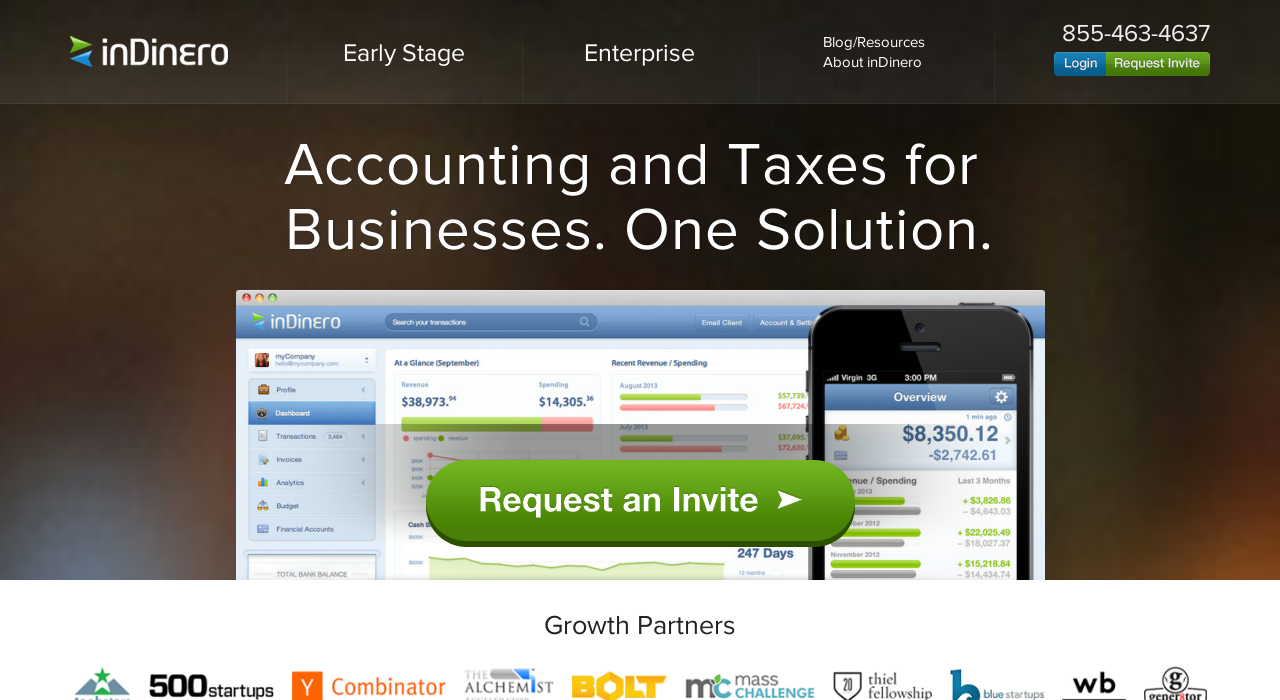 inDinero
Early Stage
Enterprise
Blog/Resources
About inDinero
855-463-4637
Login
Request Invite
Accounting and Taxes for
Businesses. One Solution.
inDinero
Search your transactions
Email Client
Account & Setti
myCompany
hello@mycompany.com
Profile
Dashboard
Transactions 3,464
Invoices
Analytics
Budget
Financial Accounts
TOTAL BANK BALANCE
At a Glance (September)
Revenue
Spending
$38,973.94
$14,305.36
spending revenue
$60K
$20K
Cash B
$600K
247 Days
12 months
Recent Revenue / Spending
August 2013
$57,739.
$67,724.
July 2013
$37,695.
$72,630.
Virgin 3G
3:00 PM
Overview
1 min ago
$8,350.12
-$2,742.61
enue / Spending
Last 3 Months
2013
+ $3,826.86
– $4,643.03
2012
+ $22,025.49
– $18,027.37
November 2012
+ $15,218.84
– $14,434.74
Request an Invite
Growth Partners
500startups
Y Combinator
THE
ALCHEMIST
BOLT
mc mass
CHALLENGE
20
thiel
fellowship
b blue startups
wb
g
gener8tor